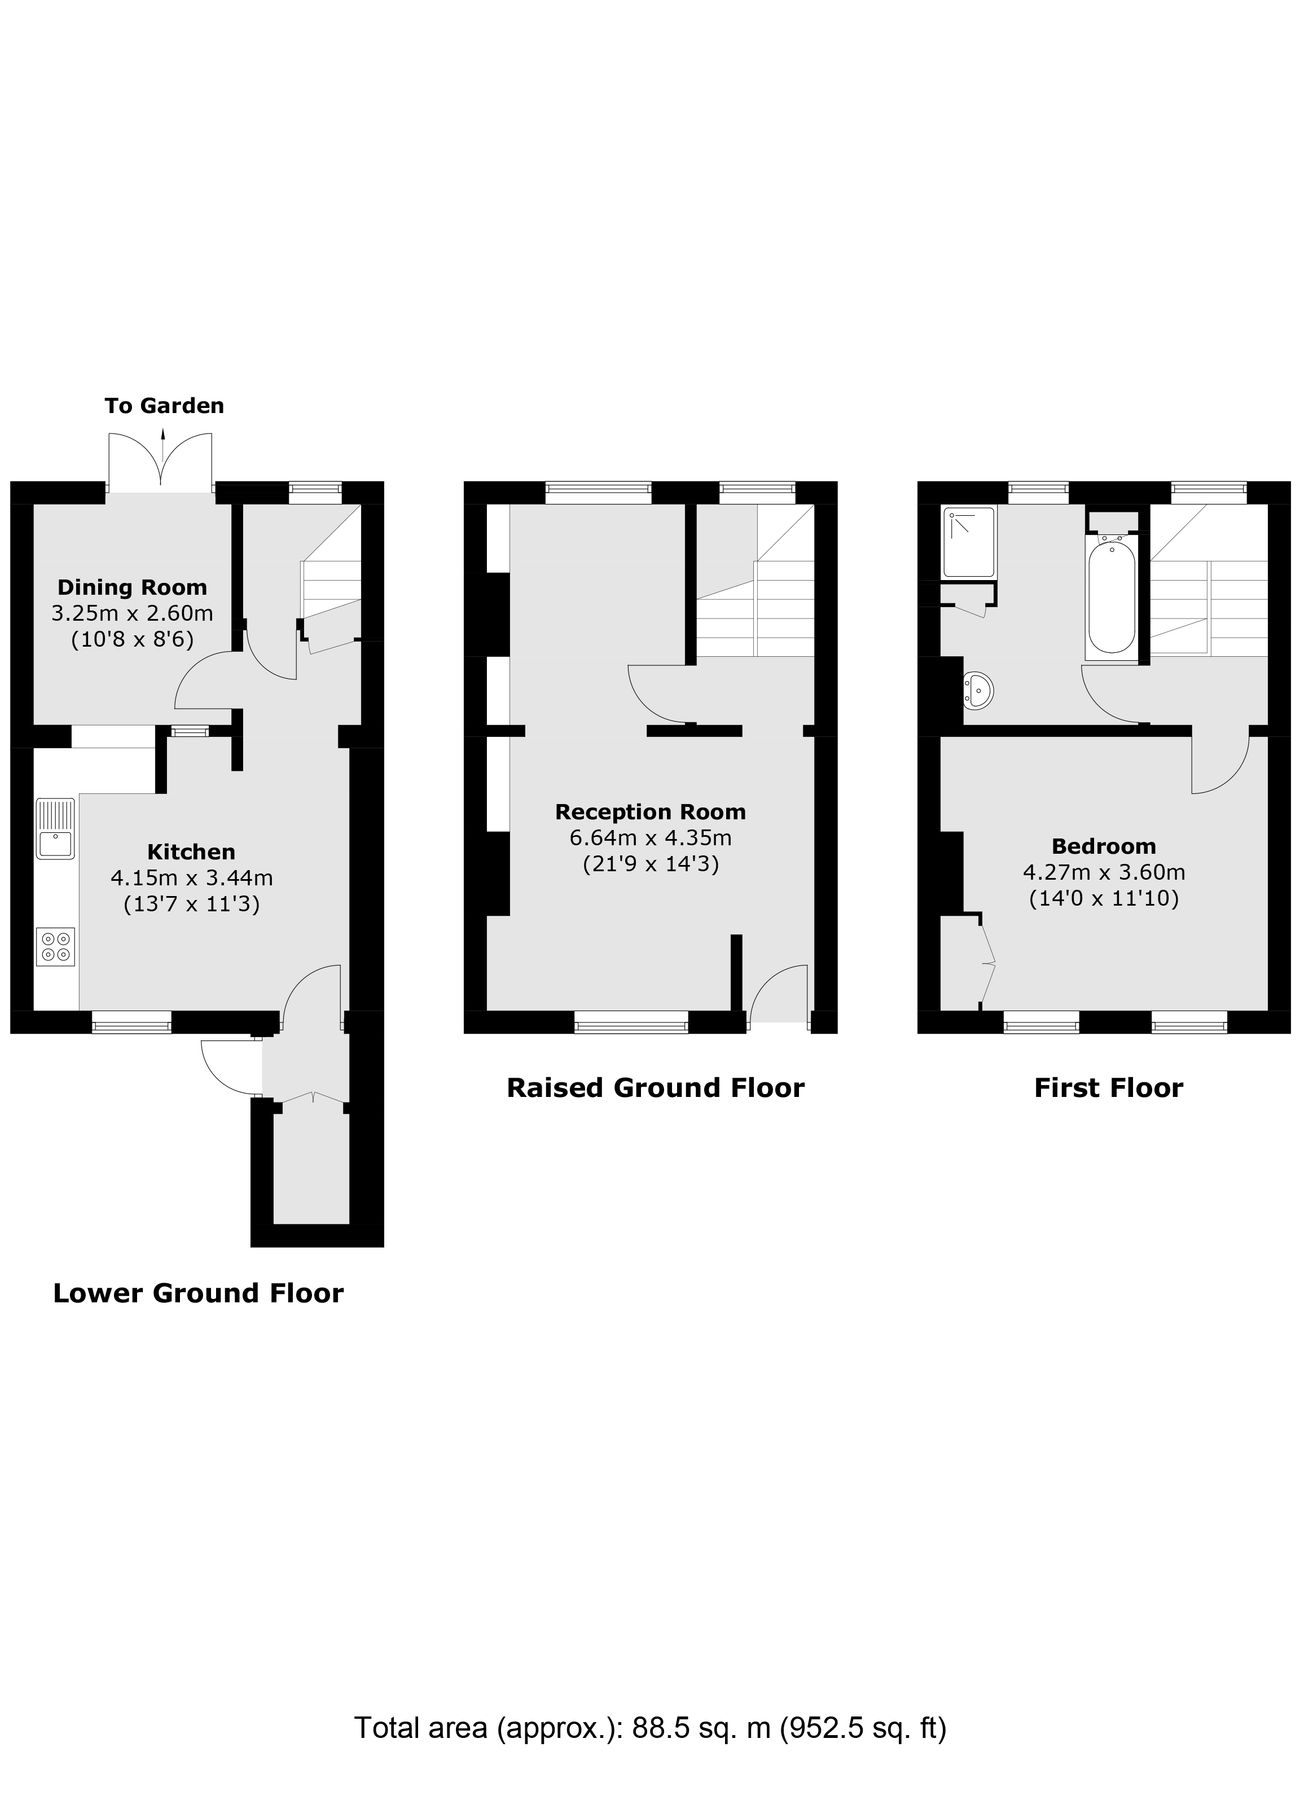 To Garden
Dining Room
3.25m x 2.60m
(10'8 x 8'6)
Kitchen
4.15m x 3.44m
(13'7 x 11'3)
Lower Ground Floor
Reception Room
6.64m x 4.35m
(21'9 x 14'3)
Raised Ground Floor
Bedroom
4.27m x 3.60m
(14'0 x 11'10)
First Floor
Total area (approx.): 88.5 sq. m (952.5 sq. ft)